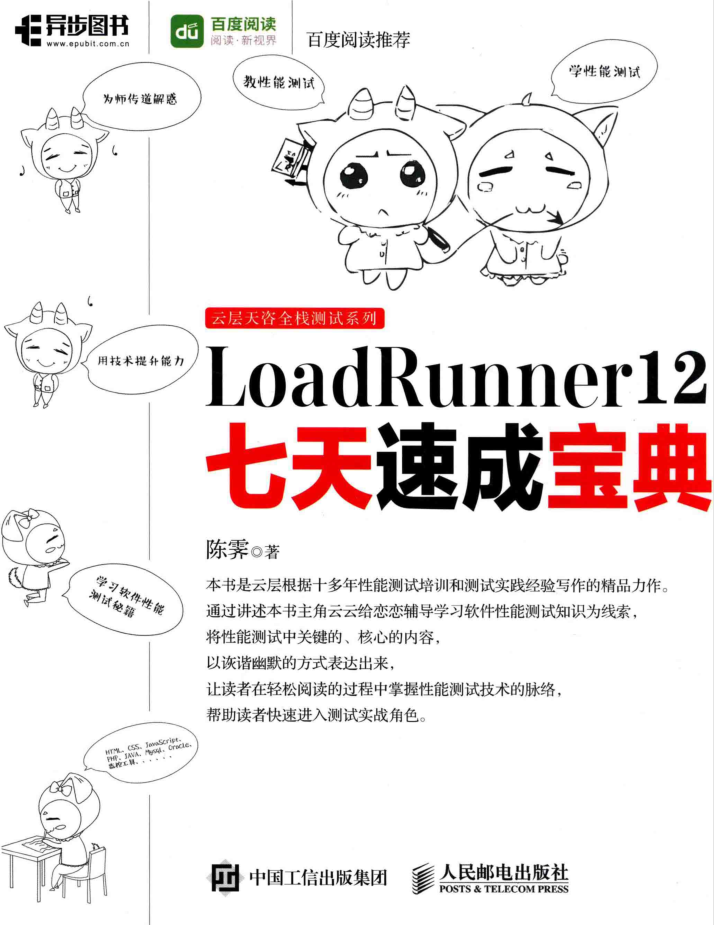 异步图书
www.epubit.com.cn
du
百度阅读
阅读·新视界
百度阅读推荐
为师传道解惑
教性能测试
学性能测试
云层天咨全栈测试系列
用技术提升能力
LoadRunner12
七天速成宝典
陈霁◎著
本书是云层根据十多年性能测试培训和测试实践经验写作的精品力作。
通过讲述本书主角云云给恋恋辅导学习软件性能测试知识为线索，
将性能测试中关键的、核心的内容，
以诙谐幽默的方式表达出来，
让读者在轻松阅读的过程中掌握性能测试技术的脉络，
帮助读者快速进入测试实战角色。
学习软件性能
测试秘籍
HTML、CSS、JavaScript、
PHP、JAVA、Mysql、Oracle、
监控工具．．．．．．
中国工信出版集团
人民邮电出版社
POSTS & TELECOM PRESS